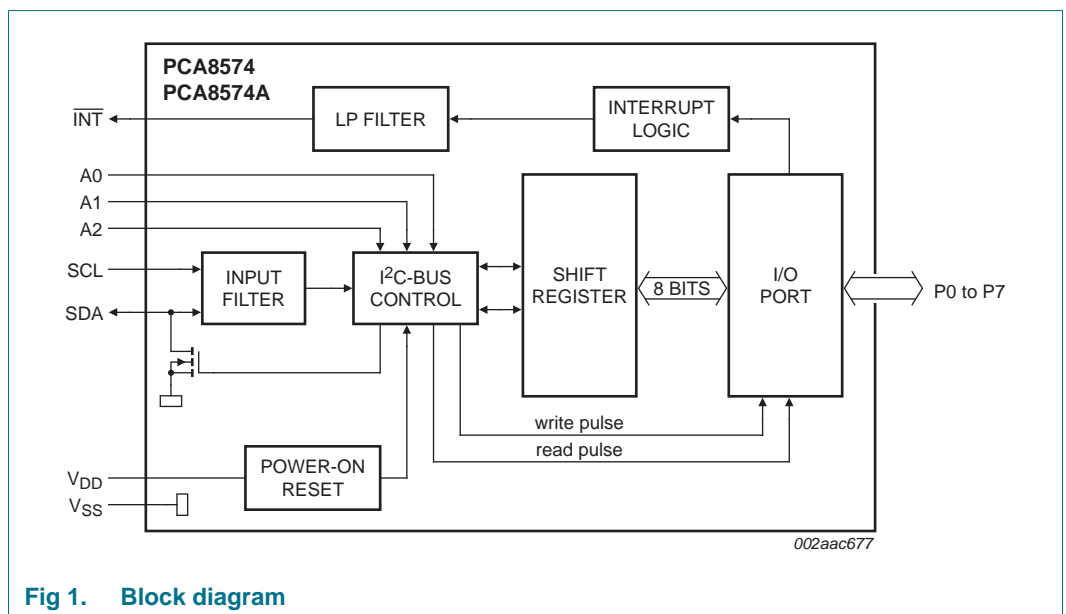 PCA8574
PCA8574A
INT
LP FILTER
INTERRUPT
LOGIC
A0
A1
A2
SCL
SDA
INPUT
FILTER
I²C-BUS
CONTROL
SHIFT
REGISTER
8 BITS
I/O
PORT
P0 to P7
write pulse
read pulse
VDD
VSS
POWER-ON
RESET
002aac677
Fig 1. Block diagram